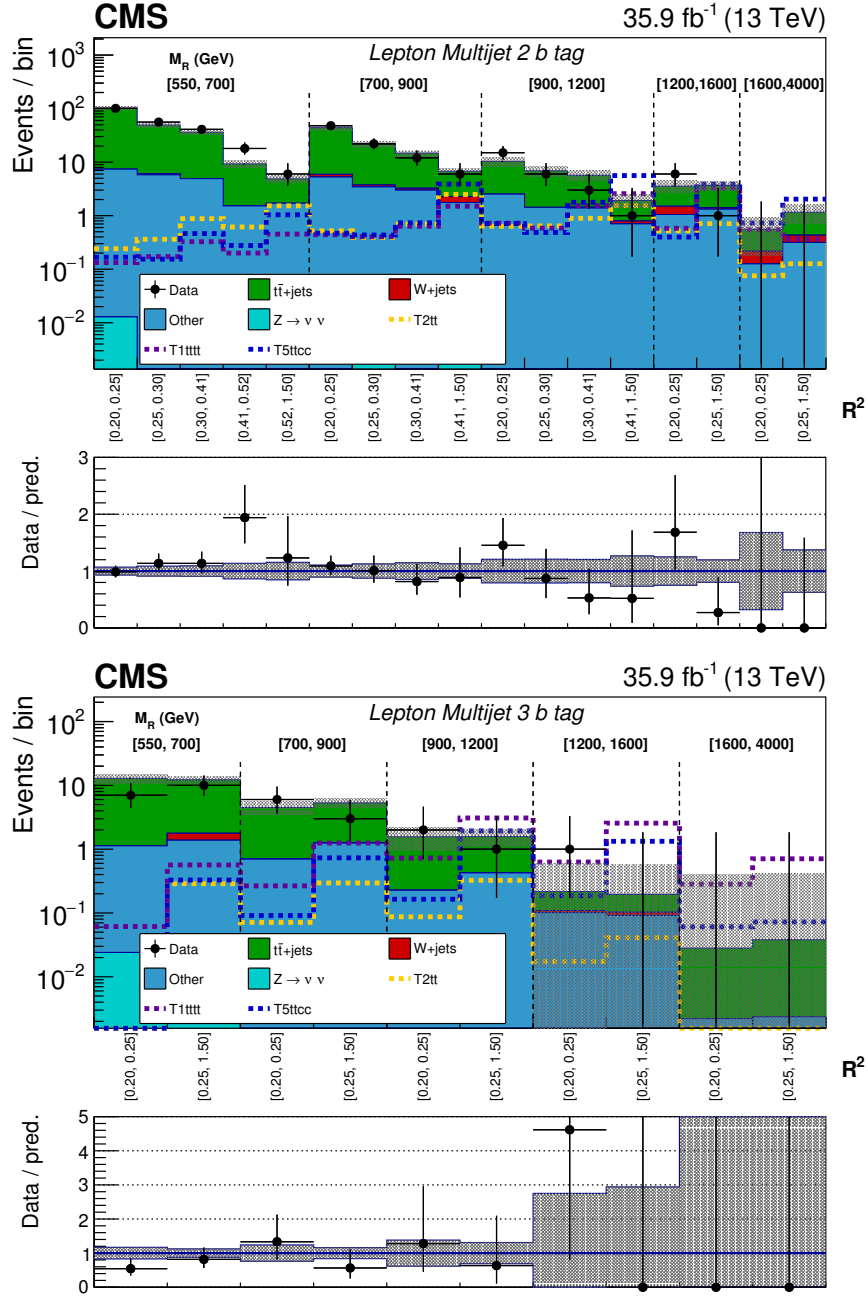 CMS 35.9 fb⁻¹ (13 TeV)
Events / bin
10³
10²
10
1
10⁻¹
10⁻²
M_R (GeV)
Lepton Multijet 2 b tag
[550, 700] [700, 900] [900, 1200] [1200,1600] [1600,4000]
Data tt̄+jets W+jets
Other Z → ν ν T2tt
T1tttt T5ttcc
[0.20, 0.25] [0.25, 0.30] [0.30, 0.41] [0.41, 0.52] [0.52, 1.50] [0.20, 0.25] [0.25, 0.30] [0.30, 0.41] [0.41, 1.50] [0.20, 0.25] [0.25, 0.30] [0.30, 0.41] [0.41, 1.50] [0.20, 0.25] [0.25, 1.50] [0.20, 0.25] [0.25, 1.50]
R²
Data / pred.
3
2
1
0
CMS 35.9 fb⁻¹ (13 TeV)
Events / bin
10²
10
1
10⁻¹
10⁻²
M_R (GeV)
Lepton Multijet 3 b tag
[550, 700] [700, 900] [900, 1200] [1200, 1600] [1600, 4000]
Data tt̄+jets W+jets
Other Z → ν ν T2tt
T1tttt T5ttcc
[0.20, 0.25] [0.25, 1.50] [0.20, 0.25] [0.25, 1.50] [0.20, 0.25] [0.25, 1.50] [0.20, 0.25] [0.25, 1.50] [0.20, 0.25] [0.25, 1.50]
R²
Data / pred.
5
4
3
2
1
0